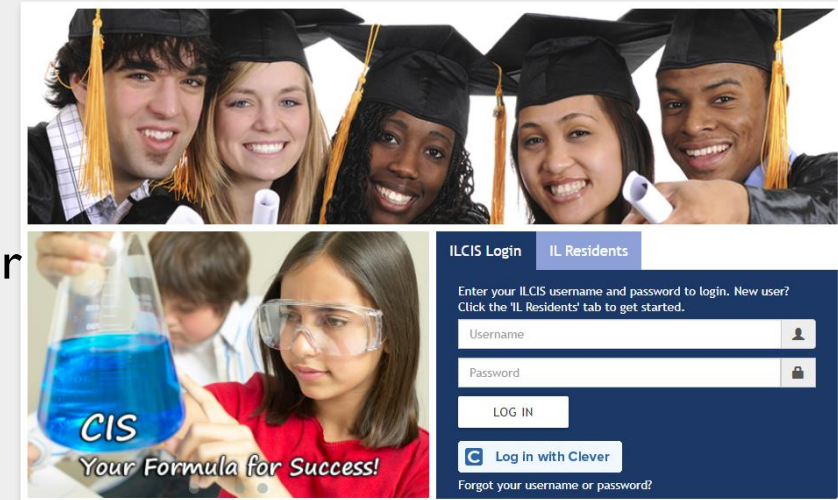 r
CIS
Your Formula for Success!
ILCIS Login
IL Residents
Enter your ILCIS username and password to login. New user?
Click the 'IL Residents' tab to get started.
Username
Password
LOG IN
C Log in with Clever
Forgot your username or password?